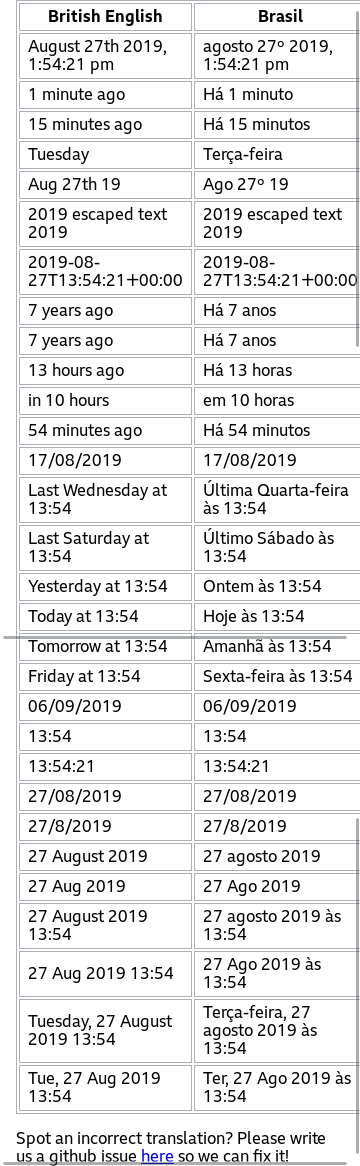 British English Brasil
August 27th 2019, agosto 27º 2019,
1:54:21 pm 1:54:21 pm
1 minute ago Há 1 minuto
15 minutes ago Há 15 minutos
Tuesday Terça-feira
Aug 27th 19 Ago 27º 19
2019 escaped text 2019 escaped text
2019 2019
2019-08- 2019-08-
27T13:54:21+00:00 27T13:54:21+00:00
7 years ago Há 7 anos
7 years ago Há 7 anos
13 hours ago Há 13 horas
in 10 hours em 10 horas
54 minutes ago Há 54 minutos
17/08/2019 17/08/2019
Last Wednesday at Última Quarta-feira
13:54 às 13:54
Last Saturday at Último Sábado às
13:54 13:54
Yesterday at 13:54 Ontem às 13:54
Today at 13:54 Hoje às 13:54
Tomorrow at 13:54 Amanhã às 13:54
Friday at 13:54 Sexta-feira às 13:54
06/09/2019 06/09/2019
13:54 13:54
13:54:21 13:54:21
27/08/2019 27/08/2019
27/8/2019 27/8/2019
27 August 2019 27 agosto 2019
27 Aug 2019 27 Ago 2019
27 August 2019 27 agosto 2019 às
13:54 13:54
27 Aug 2019 13:54 27 Ago 2019 às
13:54
Tuesday, 27 August Terça-feira, 27
2019 13:54 agosto 2019 às
13:54
Tue, 27 Aug 2019 Ter, 27 Ago 2019 às
13:54 13:54
Spot an incorrect translation? Please write
us a github issue here so we can fix it!